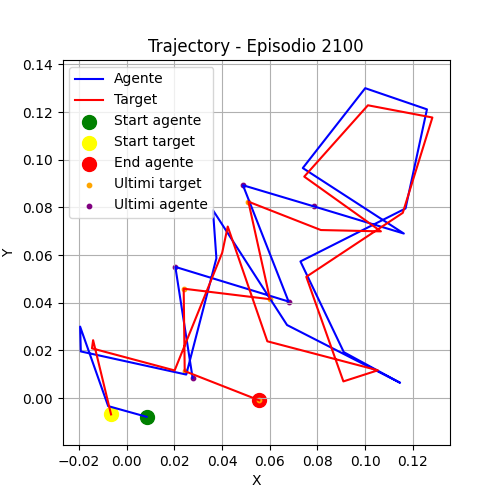 Trajectory - Episodio 2100
Agente
Target
Start agente
Start target
End agente
Ultimi target
Ultimi agente
0.14
0.12
0.10
0.08
0.06
0.04
0.02
0.00
Y
−0.02 0.00 0.02 0.04 0.06 0.08 0.10 0.12
X